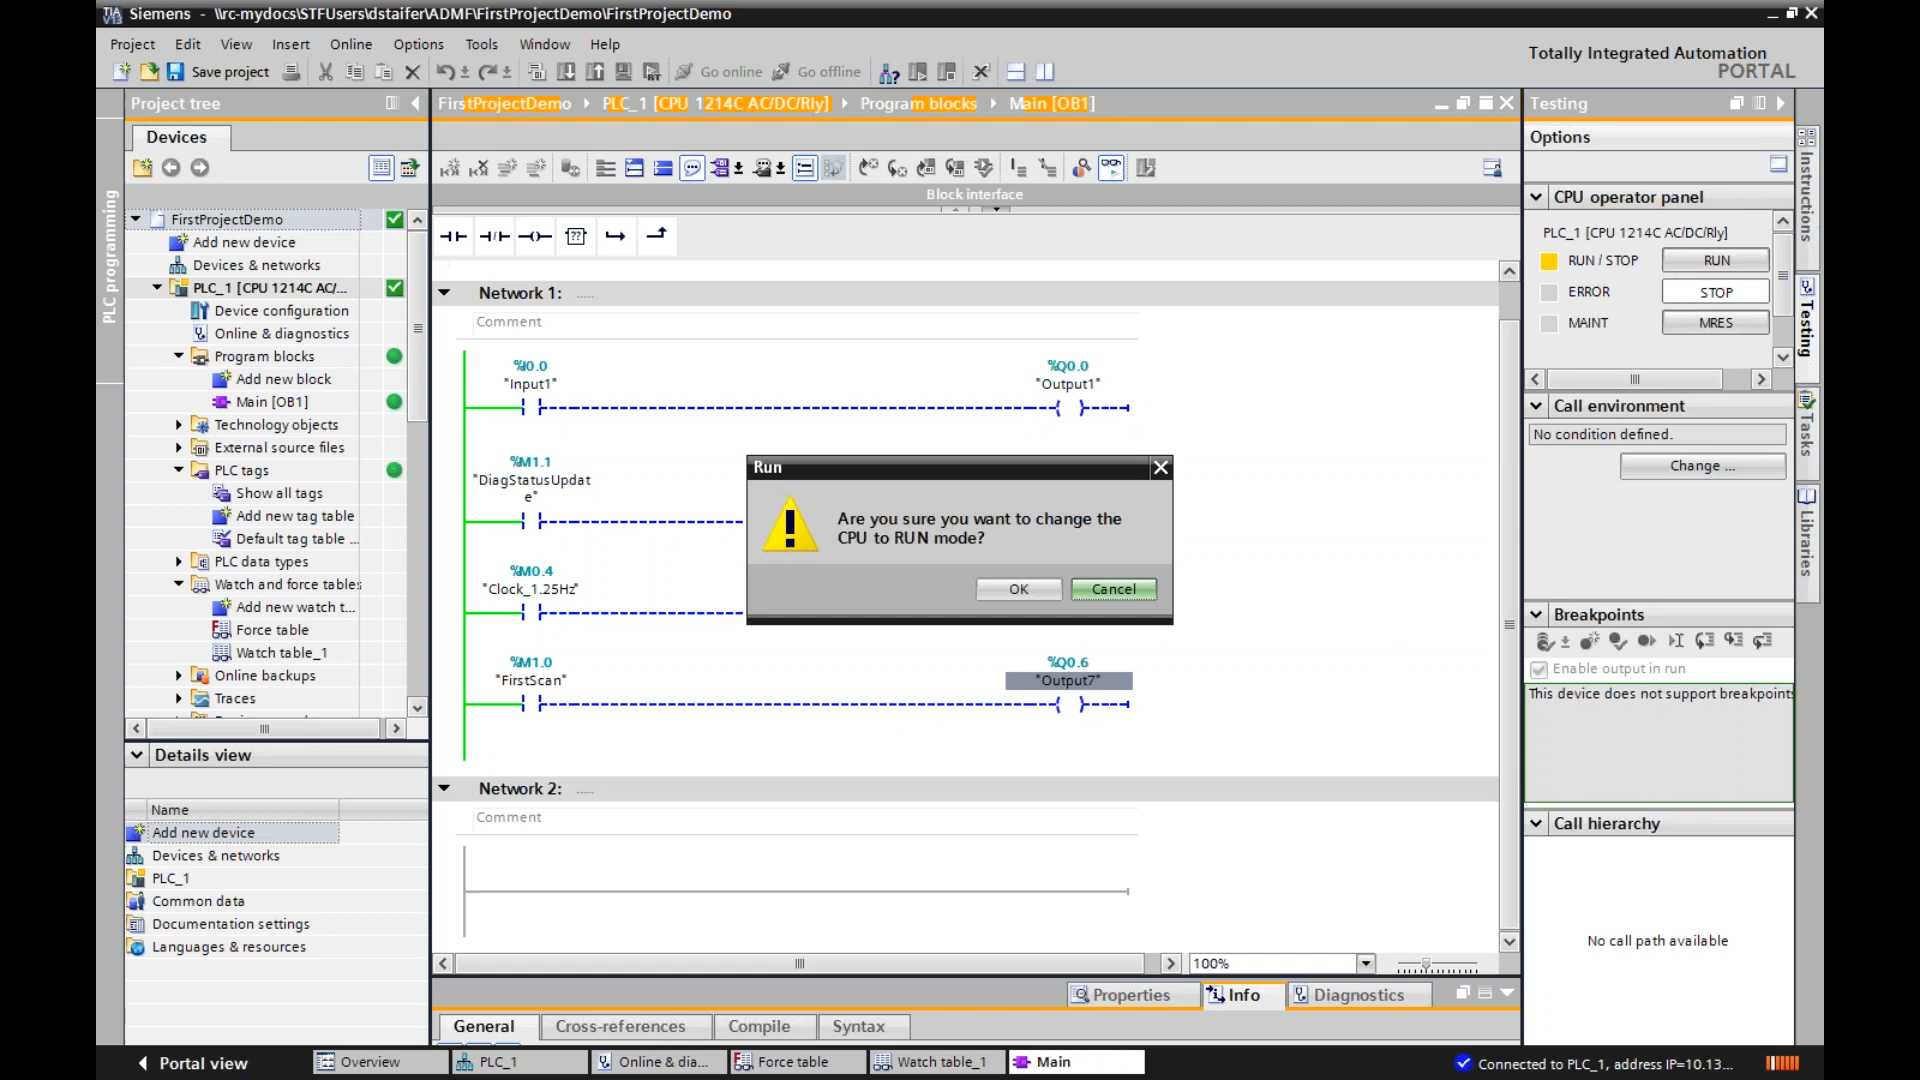 Siemens - \\rc-mydocs\STFUsers\dstaifer\ADMF\FirstProjectDemo\FirstProjectDemo
Project Edit View Insert Online Options Tools Window Help
Totally Integrated Automation
PORTAL
Save project
Go online
Go offline
Project tree
FirstProjectDemo
PLC_1 [CPU 1214C AC/DC/Rly]
Program blocks
Main [OB1]
Testing
Devices
Options
PLC programming
Block interface
CPU operator panel
PLC_1 [CPU 1214C AC/DC/Rly]
RUN / STOP RUN
ERROR STOP
MAINT MRES
FirstProjectDemo
Add new device
Devices & networks
PLC_1 [CPU 1214C AC/...
Device configuration
Online & diagnostics
Program blocks
Add new block
Main [OB1]
Technology objects
External source files
PLC tags
Show all tags
Add new tag table
Default tag table ...
PLC data types
Watch and force tables
Add new watch t...
Force table
Watch table_1
Online backups
Traces
??
Network 1: .....
Comment
%I0.0
"Input1"
%Q0.0
"Output1"
%M1.1
"DiagStatusUpdat
e"
%M0.4
"Clock_1.25Hz"
%M1.0
"FirstScan"
%Q0.6
"Output7"
Run
Are you sure you want to change the
CPU to RUN mode?
OK Cancel
Network 2: .....
Comment
100%
Call environment
No condition defined.
Change ...
Breakpoints
Enable output in run
This device does not support breakpoints
Call hierarchy
No call path available
Instructions
Testing
Tasks
Libraries
Details view
Name
Add new device
Devices & networks
PLC_1
Common data
Documentation settings
Languages & resources
Properties Info Diagnostics
General Cross-references Compile Syntax
Portal view Overview PLC_1 Online & dia... Force table Watch table_1 Main
Connected to PLC_1, address IP=10.13...